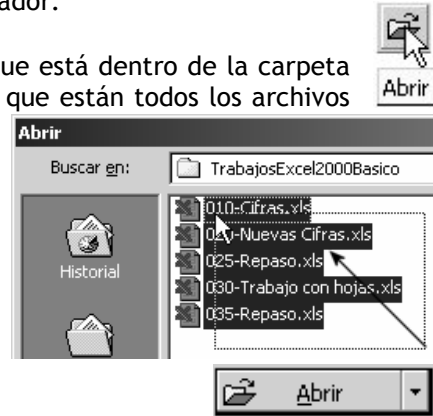 ador.
ue está dentro de la carpeta
que están todos los archivos
Abrir
Abrir
Buscar en:
TrabajosExcel2000Basico
Historial
010-Cifras.xls
020-Nuevas Cifras.xls
025-Repaso.xls
030-Trabajo con hojas.xls
035-Repaso.xls
Abrir